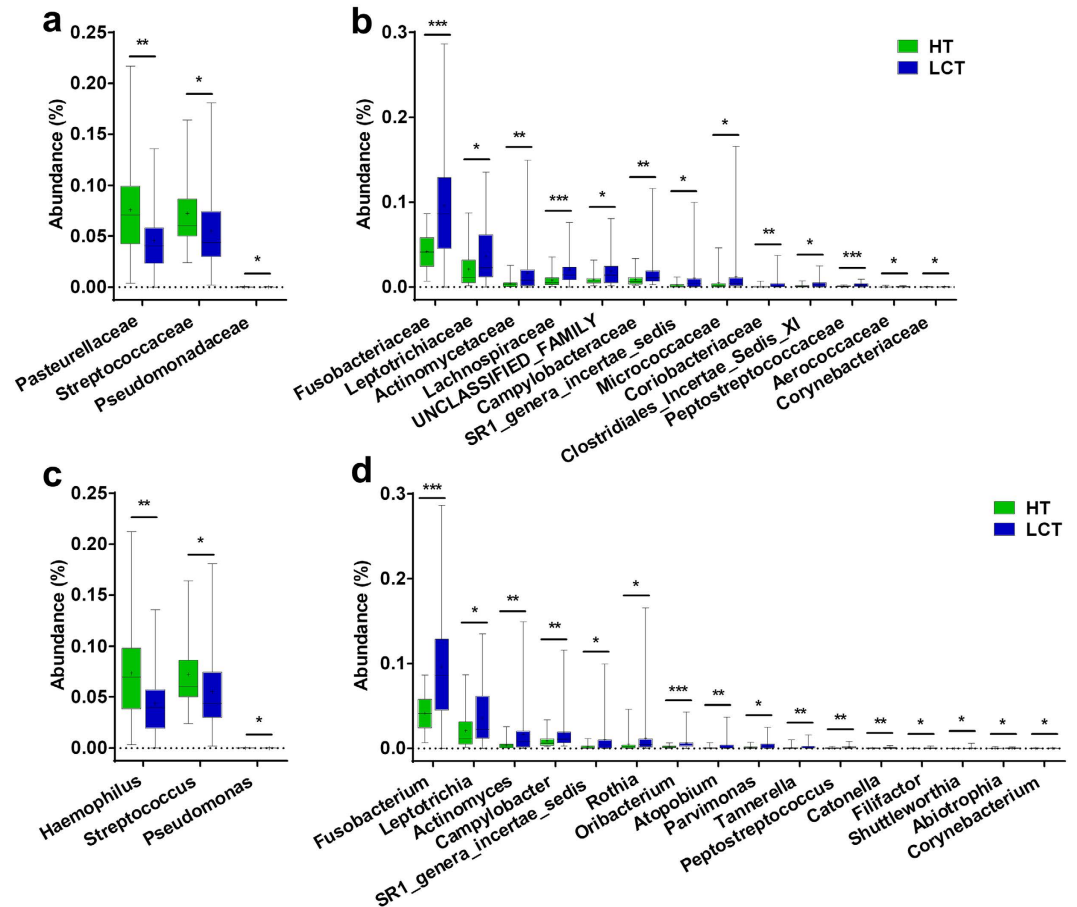 a
Abundance (%)
0.25
0.20
0.15
0.10
0.05
0.00
**
*
*
Pasteurellaceae
Streptococcaceae
Pseudomonadaceae
b
Abundance (%)
0.3
0.2
0.1
0.0
***
*
**
***
*
**
*
*
**
*
***
*
*
HT
LCT
Fusobacteriaceae
Leptotrichiaceae
Actinomycetaceae
Lachnospiraceae
UNCLASSIFIED_FAMILY
Campylobacteraceae
SR1_genera_incertae_sedis
Micrococcaceae
Coriobacteriaceae
Clostridiales_Incertae_Sedis_XI
Peptostreptococcaceae
Aerococcaceae
Corynebacteriaceae
c
Abundance (%)
0.25
0.20
0.15
0.10
0.05
0.00
**
*
*
Haemophilus
Streptococcus
Pseudomonas
d
Abundance (%)
0.3
0.2
0.1
0.0
***
*
**
**
*
*
***
**
*
**
**
**
*
*
*
*
HT
LCT
Fusobacterium
Leptotrichia
Actinomyces
Campylobacter
SR1_genera_incertae_sedis
Rothia
Oribacterium
Atopobium
Parvimonas
Tannerella
Peptostreptococcus
Catonella
Filifactor
Shuttleworthia
Abiotrophia
Corynebacterium